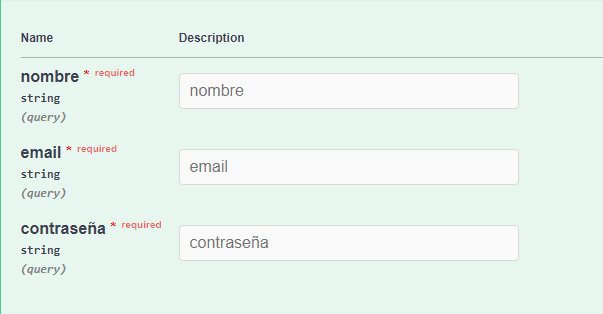 Name Description
nombre * required
nombre
string
(query)
email * required
email
string
(query)
contraseña * required
contraseña
string
(query)